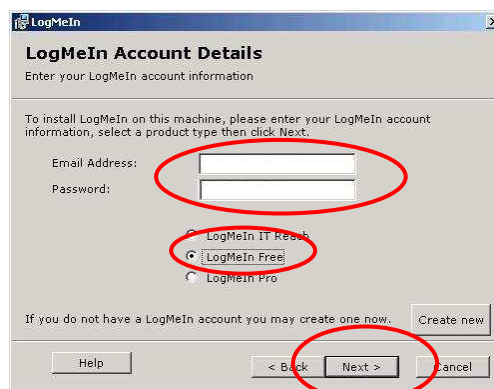 LogMeIn
LogMeIn Account Details
Enter your LogMeIn account information
To install LogMeIn on this machine, please enter your LogMeIn account
information, select a product type then click Next.
Email Address:
Password:
LogMeIn IT Reach
LogMeIn Free
LogMeIn Pro
If you do not have a LogMeIn account you may create one now.
Create new
Help
< Back
Next >
Cancel